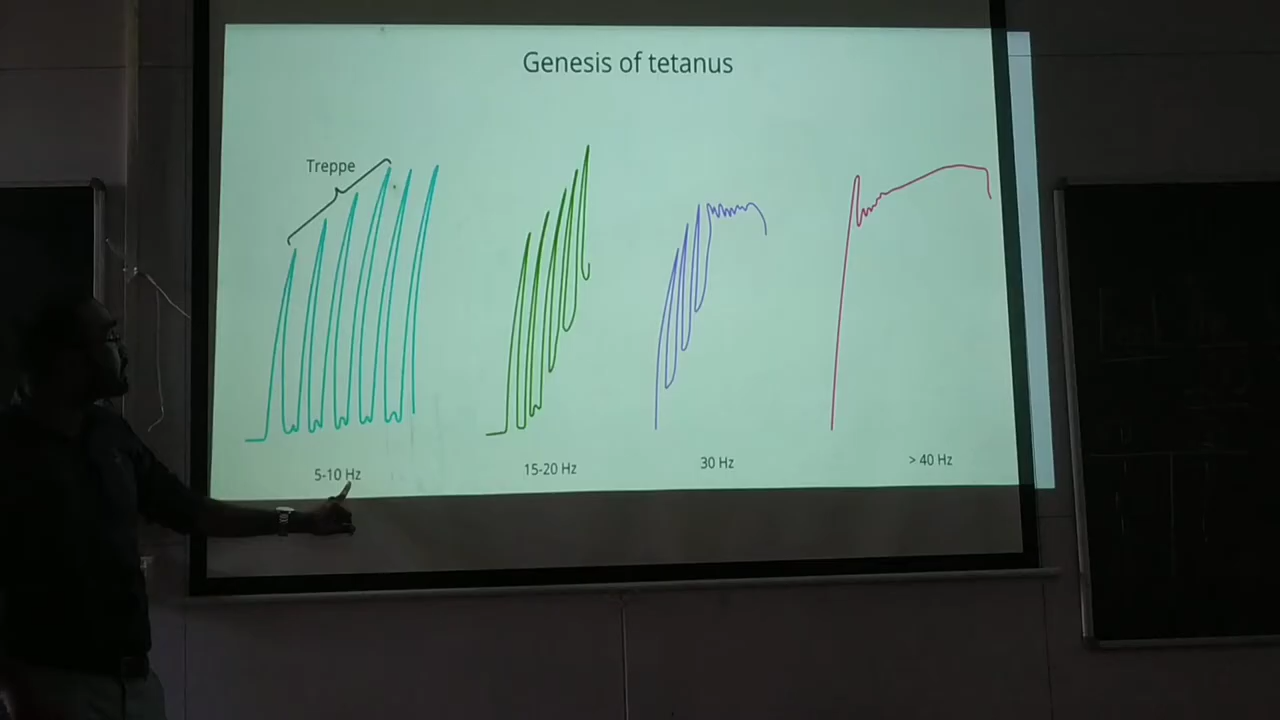 Genesis of tetanus
Treppe
5-10 Hz
15-20 Hz
30 Hz
> 40 Hz